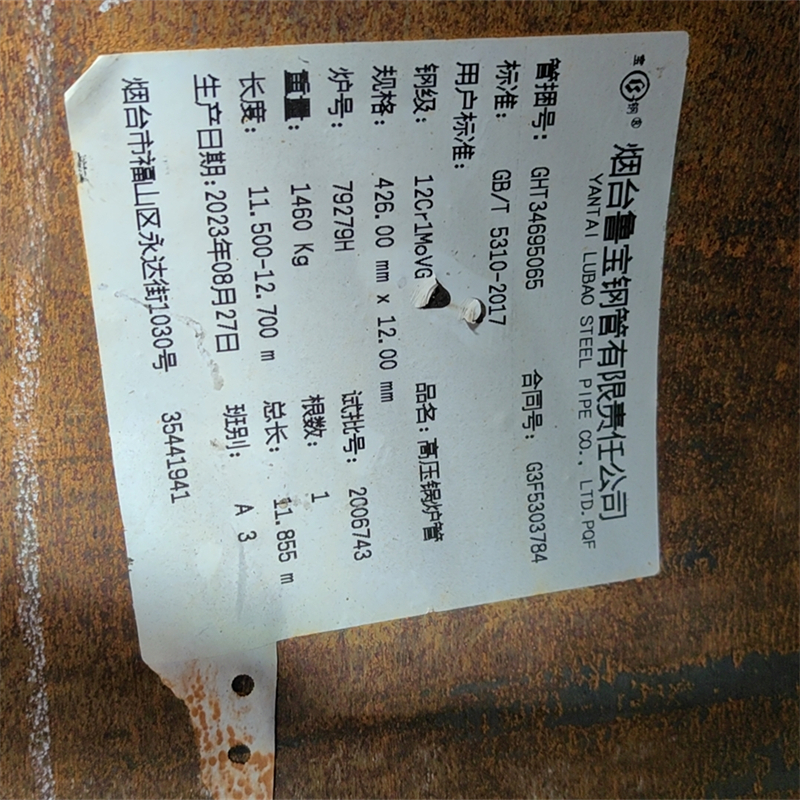 宝钢® 烟台鲁宝钢管有限责任公司
YANTAI LUBAO STEEL PIPE CO., LTD.PQF
管捆号: GHT34695065 合同号: G3F5303784
标准: GB/T 5310-2017
用户标准:
钢级: 12Cr1MoVG 品名: 高压锅炉管
规格: 426.00 mm x 12.00 mm
炉号: 79279H 试批号: 2006743
重量: 1460 Kg 根数: 1
长度: 11.500-12.700 m 总长: 11.855 m
生产日期:2023年08月27日 班别: A 3
烟台市福山区永达街1030号 35441941